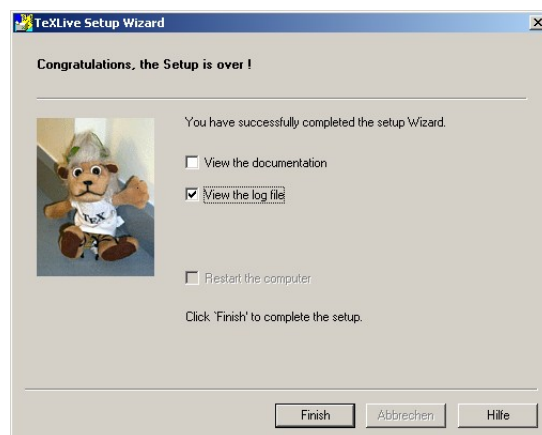 TeXLive Setup Wizard
Congratulations, the Setup is over !
You have successfully completed the setup Wizard.
View the documentation
View the log file
TEX
Restart the computer
Click `Finish' to complete the setup.
Finish
Abbrechen
Hilfe